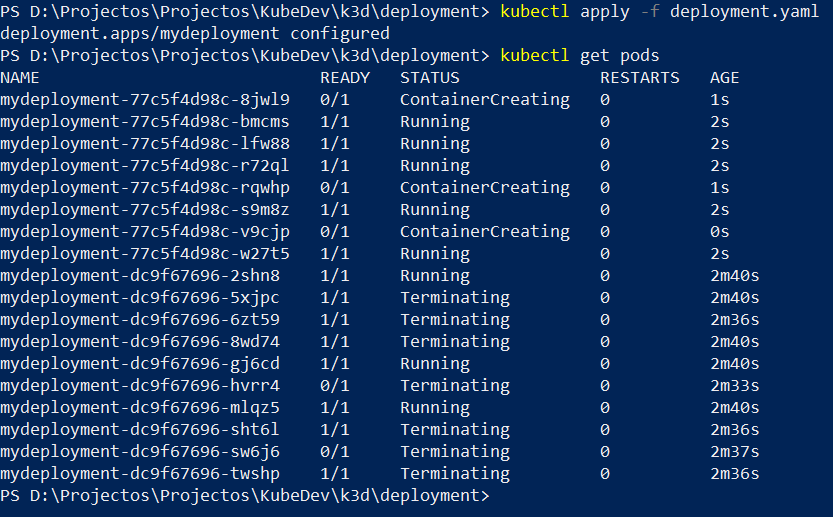 PS D:\Projectos\Projectos\KubeDev\k3d\deployment> kubectl apply -f deployment.yaml
deployment.apps/mydeployment configured
PS D:\Projectos\Projectos\KubeDev\k3d\deployment> kubectl get pods
NAME READY STATUS RESTARTS AGE
mydeployment-77c5f4d98c-8jwl9 0/1 ContainerCreating 0 1s
mydeployment-77c5f4d98c-bmcms 1/1 Running 0 2s
mydeployment-77c5f4d98c-lfw88 1/1 Running 0 2s
mydeployment-77c5f4d98c-r72ql 1/1 Running 0 2s
mydeployment-77c5f4d98c-rqwhp 0/1 ContainerCreating 0 1s
mydeployment-77c5f4d98c-s9m8z 1/1 Running 0 2s
mydeployment-77c5f4d98c-v9cjp 0/1 ContainerCreating 0 0s
mydeployment-77c5f4d98c-w27t5 1/1 Running 0 2s
mydeployment-dc9f67696-2shn8 1/1 Running 0 2m40s
mydeployment-dc9f67696-5xjpc 1/1 Terminating 0 2m40s
mydeployment-dc9f67696-6zt59 1/1 Terminating 0 2m36s
mydeployment-dc9f67696-8wd74 1/1 Terminating 0 2m40s
mydeployment-dc9f67696-gj6cd 1/1 Running 0 2m40s
mydeployment-dc9f67696-hvrr4 0/1 Terminating 0 2m33s
mydeployment-dc9f67696-mlqz5 1/1 Running 0 2m40s
mydeployment-dc9f67696-sht6l 1/1 Terminating 0 2m36s
mydeployment-dc9f67696-sw6j6 0/1 Terminating 0 2m37s
mydeployment-dc9f67696-twshp 1/1 Terminating 0 2m36s
PS D:\Projectos\Projectos\KubeDev\k3d\deployment>